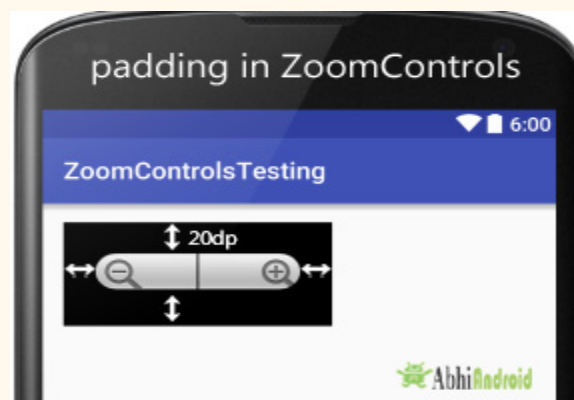 padding in ZoomControls
6:00
ZoomControlsTesting
20dp
AbhiAndroid